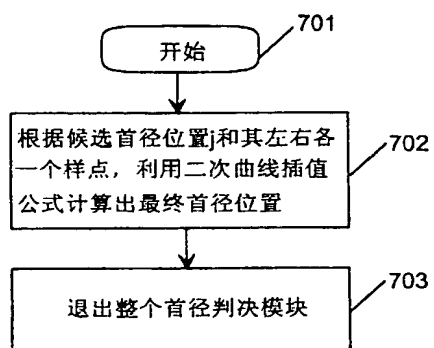 开始
701
根据候选首径位置j和其左右各
一个样点，利用二次曲线插值
公式计算出最终首径位置
702
退出整个首径判决模块
703